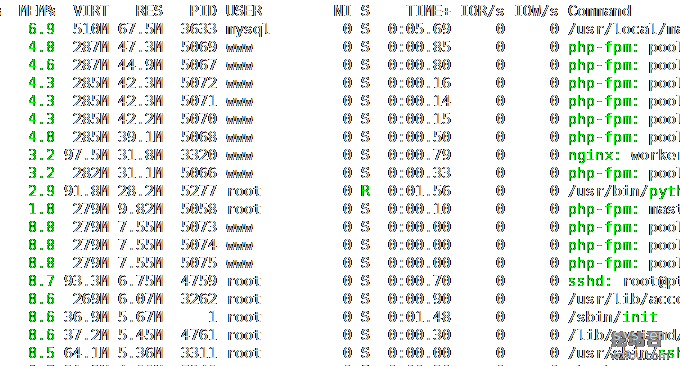 MEM% VIRT RES PID USER NI S TIME+ IOR/s IOW/s Command
6.9 510M 67.5M 3633 mysql 0 S 0:05.69 0 0 /usr/local/ma
4.8 287M 47.3M 5069 www 0 S 0:00.85 0 0 php-fpm: pool
4.6 287M 44.9M 5067 www 0 S 0:00.80 0 0 php-fpm: pool
4.3 285M 42.3M 5072 www 0 S 0:00.16 0 0 php-fpm: pool
4.3 285M 42.3M 5071 www 0 S 0:00.14 0 0 php-fpm: pool
4.3 285M 42.2M 5070 www 0 S 0:00.15 0 0 php-fpm: pool
4.0 285M 39.1M 5068 www 0 S 0:00.50 0 0 php-fpm: pool
3.2 97.5M 31.8M 3320 www 0 S 0:00.79 0 0 nginx: worker
3.2 282M 31.1M 5066 www 0 S 0:00.33 0 0 php-fpm: pool
2.9 91.8M 28.2M 5277 root 0 R 0:01.56 0 0 /usr/bin/pyth
1.0 279M 9.82M 5058 root 0 S 0:00.10 0 0 php-fpm: mast
0.8 279M 7.55M 5073 www 0 S 0:00.00 0 0 php-fpm: pool
0.8 279M 7.55M 5074 www 0 S 0:00.00 0 0 php-fpm: pool
0.8 279M 7.55M 5075 www 0 S 0:00.00 0 0 php-fpm: pool
0.7 93.3M 6.75M 4759 root 0 S 0:00.70 0 0 sshd: root@pt
0.6 269M 6.07M 3262 root 0 S 0:00.90 0 0 /usr/lib/acco
0.6 36.9M 5.67M 1 root 0 S 0:01.48 0 0 /sbin/init
0.6 37.2M 5.45M 4761 root 0 S 0:00.30 0 0 /lib/
0.5 64.1M 5.36M 3311 root 0 S 0:00.00 0 0